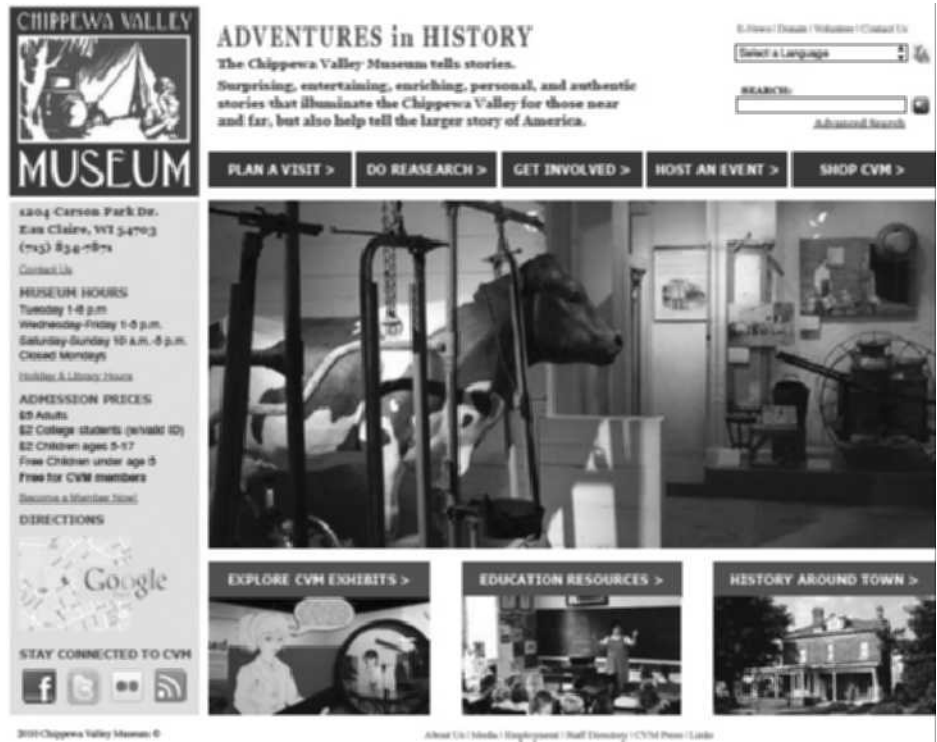 CHIPPEWA VALLEY
MUSEUM
ADVENTURES in HISTORY
The Chippewa Valley Museum tells stories.
Surprising, entertaining, enriching, personal, and authentic
stories that illuminate the Chippewa Valley for those near
and far, but also help tell the larger story of America.
E-News | Donate | Volunteer | Contact Us
Select a Language
SEARCH:
Advanced Search
PLAN A VISIT >
DO REASEARCH >
GET INVOLVED >
HOST AN EVENT >
SHOP CVM >
1204 Carson Park Dr.
Eau Claire, WI 54703
(715) 834-7871
Contact Us
MUSEUM HOURS
Tuesday 1-8 p.m
Wednesday-Friday 1-5 p.m.
Saturday-Sunday 10 a.m.-5 p.m.
Closed Mondays
Holiday & Library Hours
ADMISSION PRICES
$5 Adults
$2 College students (w/valid ID)
$2 Children ages 5-17
Free Children under age 5
Free for CVM members
Become a Member Now!
DIRECTIONS
Google
STAY CONNECTED TO CVM
f
t
EXPLORE CVM EXHIBITS >
EDUCATION RESOURCES >
HISTORY AROUND TOWN >
2010 Chippewa Valley Museum ©
About Us | Media | Employment | Staff Directory | CVM Press | Links